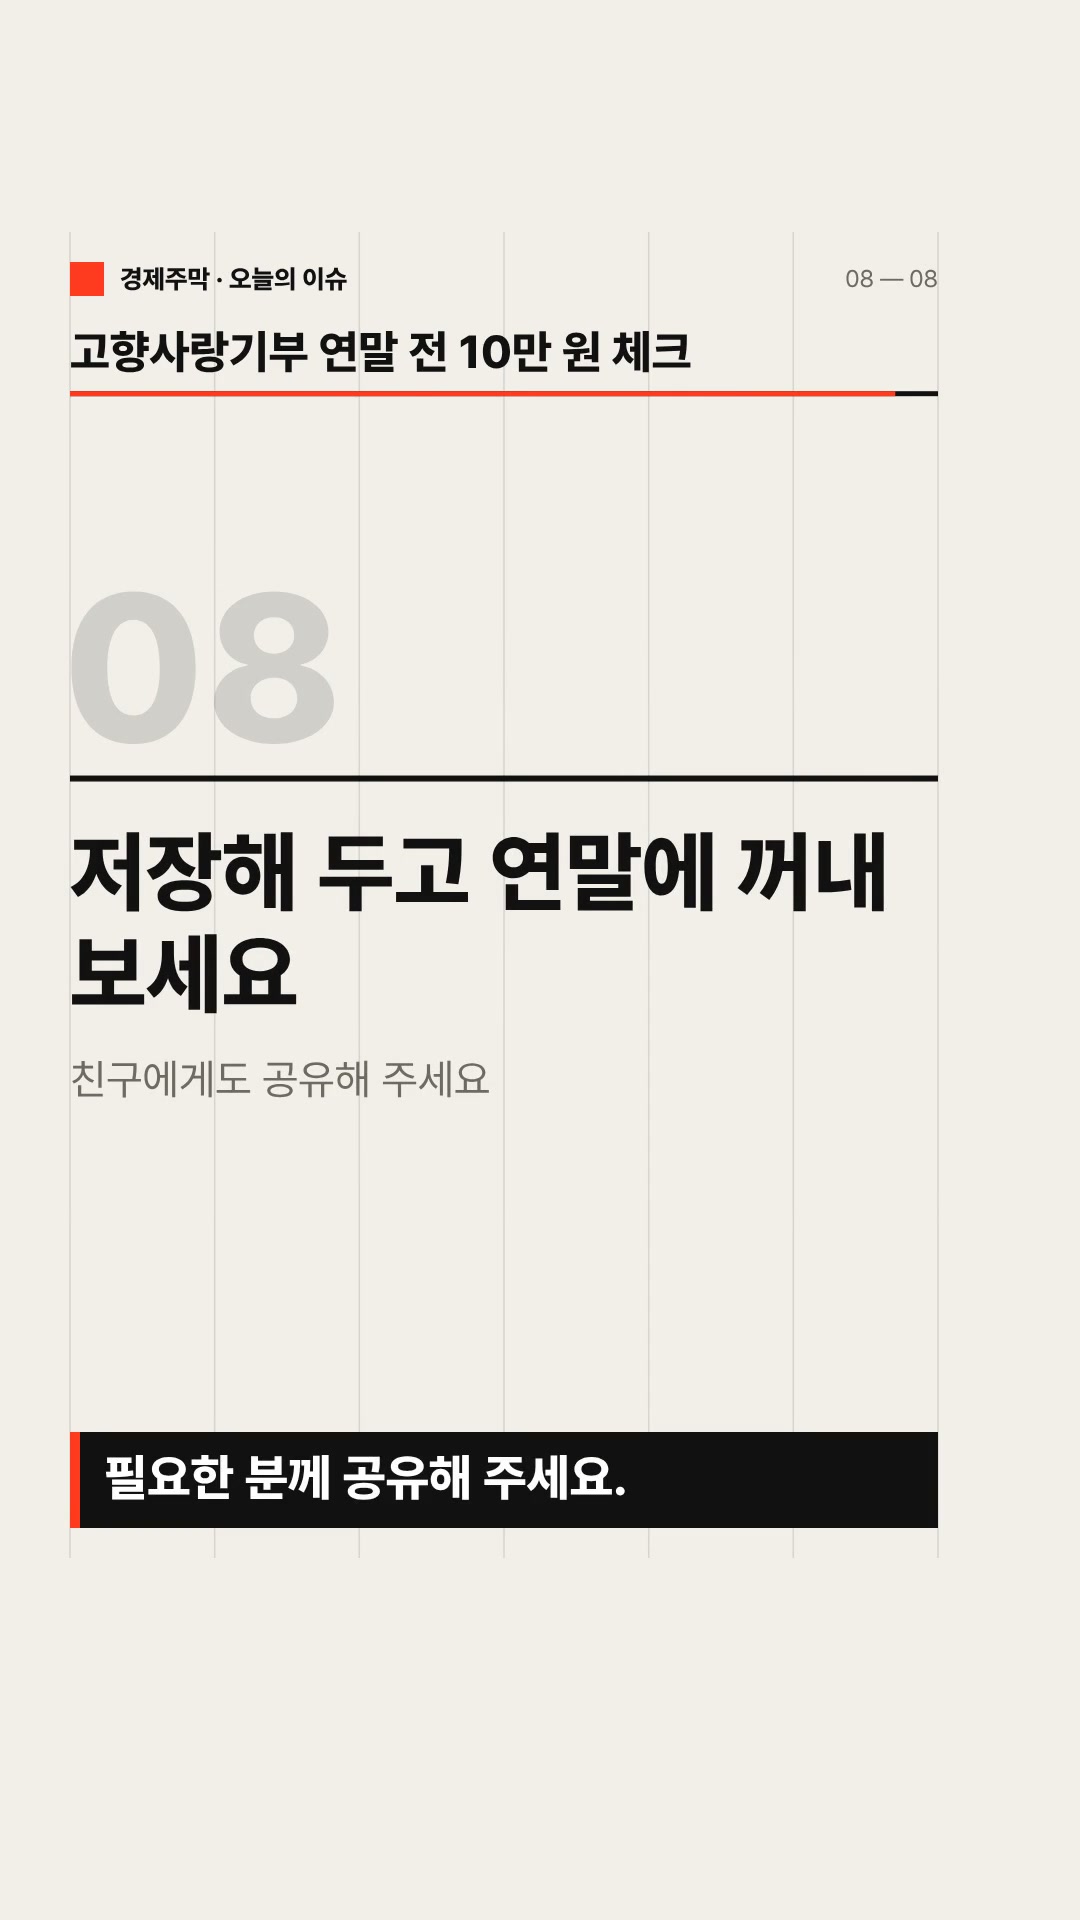 경제주막 · 오늘의 이슈
08 — 08
고향사랑기부 연말 전 10만 원 체크
08
저장해 두고 연말에 꺼내
보세요
친구에게도 공유해 주세요
필요한 분께 공유해 주세요.